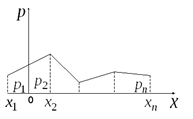 p
p₁ p₂ pₙ
x₁ 0 x₂ xₙ X